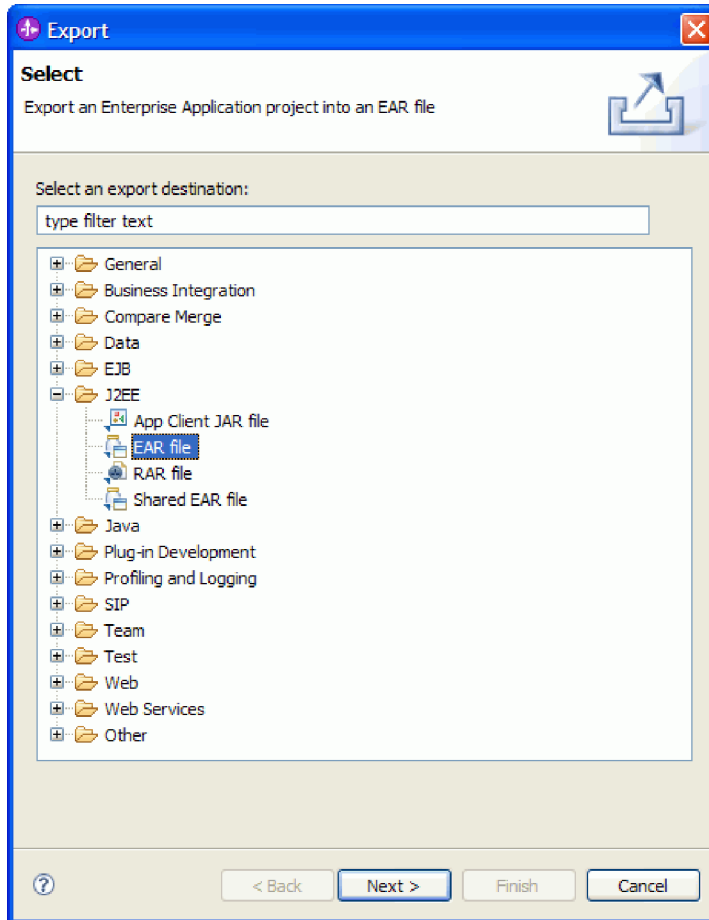 Export
Select
Export an Enterprise Application project into an EAR file
Select an export destination:
type filter text
General
Business Integration
Compare Merge
Data
EJB
J2EE
App Client JAR file
EAR file
RAR file
Shared EAR file
Java
Plug-in Development
Profiling and Logging
SIP
Team
Test
Web
Web Services
Other
? < Back Next > Finish Cancel